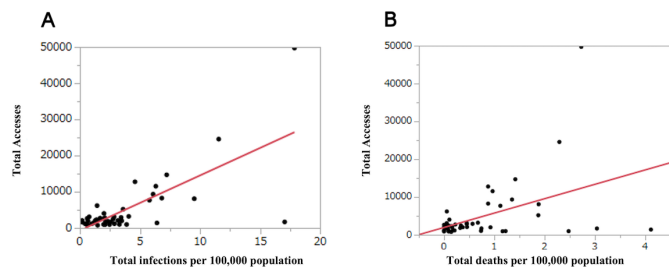 A
B
50000
40000
30000
20000
10000
0
Total Accesses
0 5 10 15 20
Total infections per 100,000 population
50000
40000
30000
20000
10000
0
Total Accesses
0 1 2 3 4
Total deaths per 100,000 population